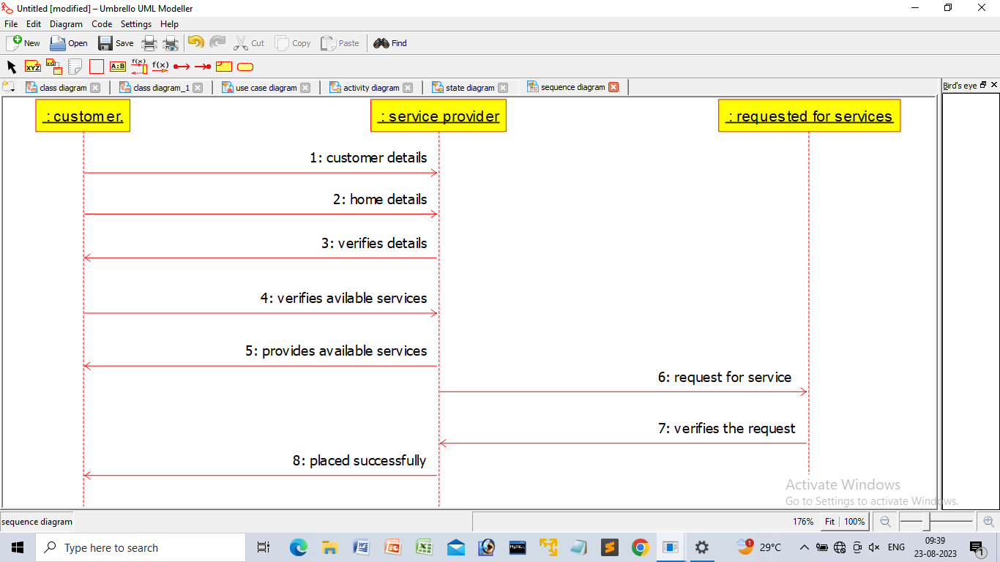 Untitled [modified] – Umbrello UML Modeller
File Edit Diagram Code Settings Help
New Open Save Cut Copy Paste Find
XYZ XYZ A:B f(x) f(x)
class diagram class diagram_1 use case diagram activity diagram state diagram sequence diagram Bird's eye
: customer. : service provider : requested for services
1: customer details
2: home details
3: verifies details
4: verifies avilable services
5: provides available services
6: request for service
7: verifies the request
8: placed successfully
Activate Windows
Go to Settings to activate Windows.
sequence diagram 176% Fit 100%
Type here to search MySQL 29°C ENG 09:39
23-08-2023 1